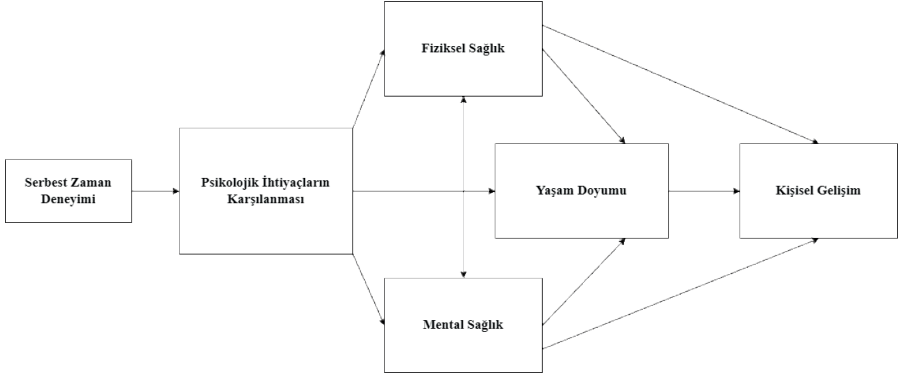 Fiziksel Sağlık
Serbest Zaman
Deneyimi
Psikolojik İhtiyaçların
Karşılanması
Yaşam Doyumu
Kişisel Gelişim
Mental Sağlık